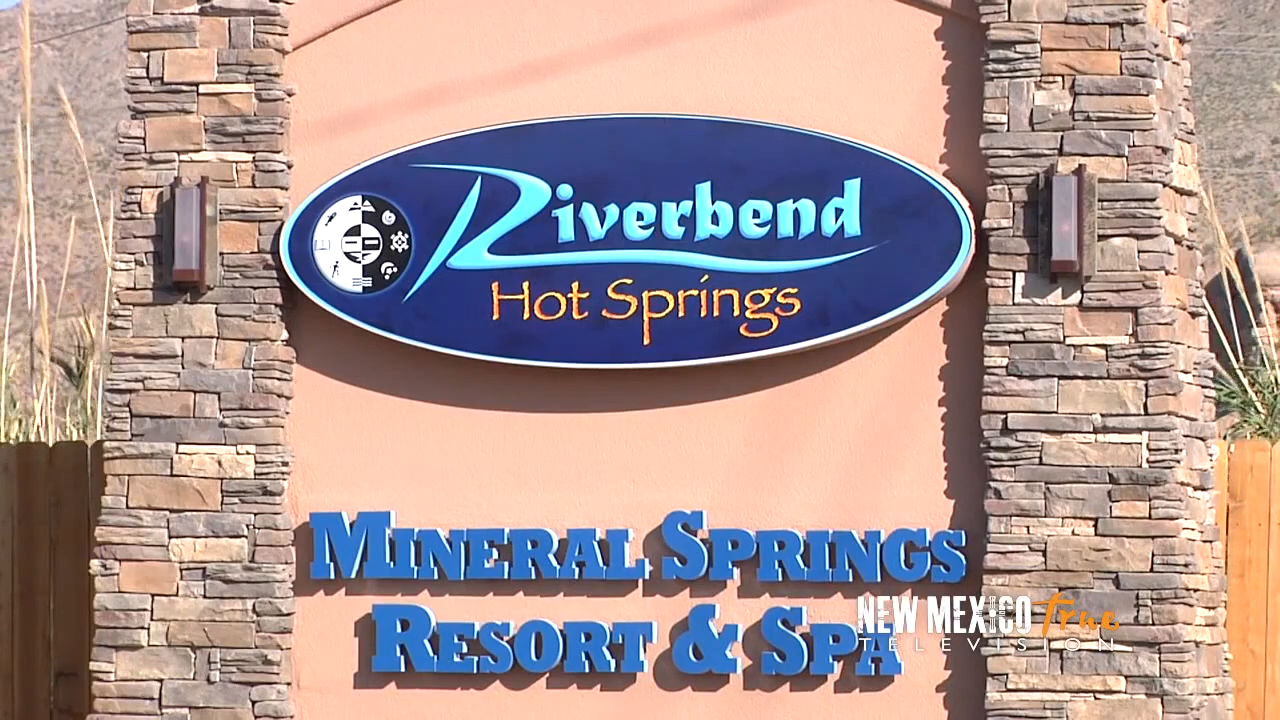 Riverbend
Hot Springs
MINERAL SPRINGS
RESORT & SPA
NEW MEXICO True
TELEVISION